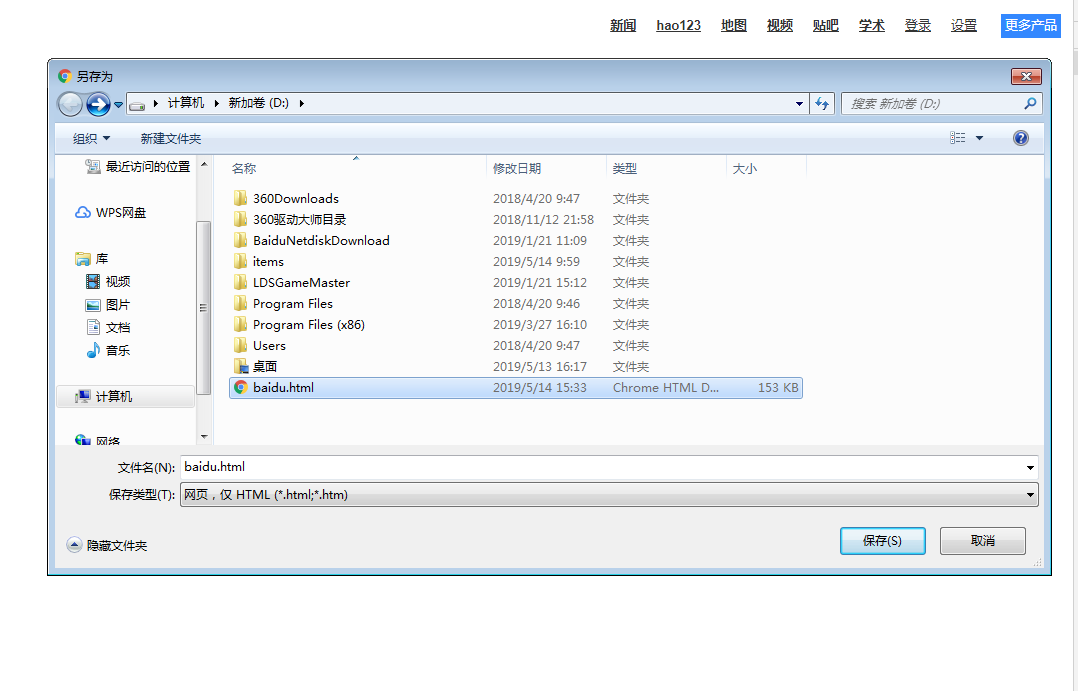 新闻 hao123 地图 视频 贴吧 学术 登录 设置 更多产品
另存为
计算机 新加卷 (D:) 搜索 新加卷 (D:)
组织 新建文件夹
名称 修改日期 类型 大小
最近访问的位置
WPS网盘
库
视频
图片
文档
音乐
计算机
网络
360Downloads 2018/4/20 9:47 文件夹
360驱动大师目录 2018/11/12 21:58 文件夹
BaiduNetdiskDownload 2019/1/21 11:09 文件夹
items 2019/5/14 9:59 文件夹
LDSGameMaster 2019/1/21 15:12 文件夹
Program Files 2018/4/20 9:46 文件夹
Program Files (x86) 2019/3/27 16:10 文件夹
Users 2018/4/20 9:47 文件夹
桌面 2019/5/13 16:17 文件夹
baidu.html 2019/5/14 15:33 Chrome HTML D... 153 KB
文件名(N): baidu.html
保存类型(T): 网页，仅 HTML (*.html;*.htm)
隐藏文件夹 保存(S) 取消